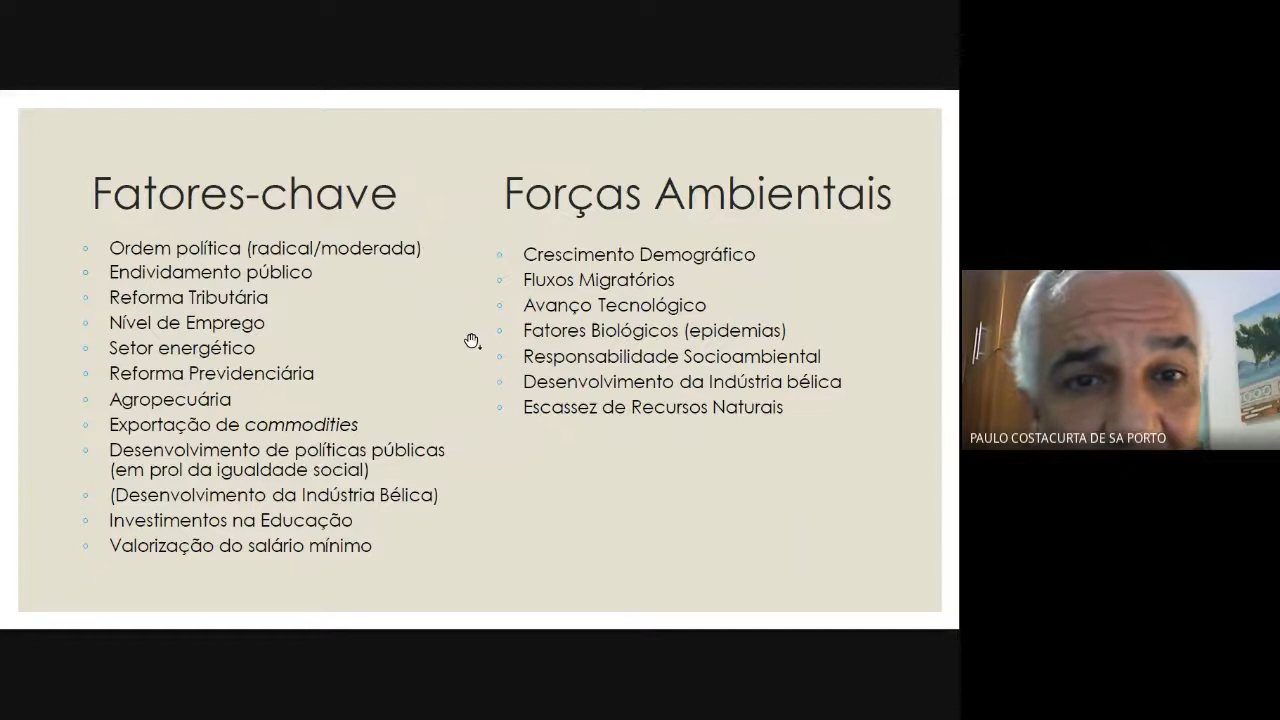 Fatores-chave
Ordem política (radical/moderada)
Endividamento público
Reforma Tributária
Nível de Emprego
Setor energético
Reforma Previdenciária
Agropecuária
Exportação de commodities
Desenvolvimento de políticas públicas
(em prol da igualdade social)
(Desenvolvimento da Indústria Bélica)
Investimentos na Educação
Valorização do salário mínimo
Forças Ambientais
Crescimento Demográfico
Fluxos Migratórios
Avanço Tecnológico
Fatores Biológicos (epidemias)
Responsabilidade Socioambiental
Desenvolvimento da Indústria bélica
Escassez de Recursos Naturais
PAULO COSTACURTA DE SA PORTO